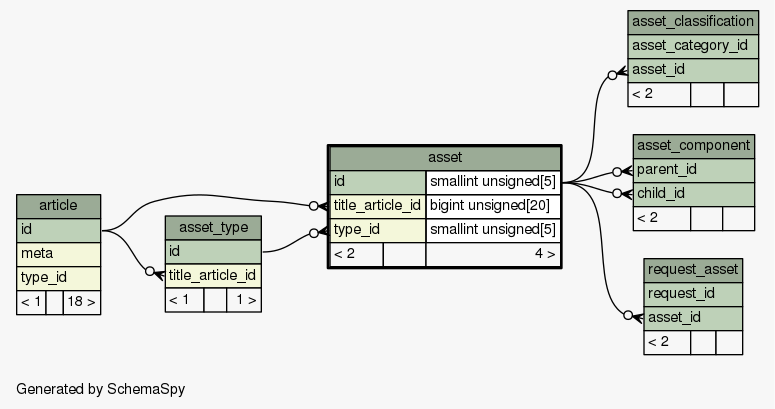 asset_classification
asset_category_id
asset_id
< 2
asset_component
parent_id
child_id
< 2
asset
id smallint unsigned[5]
title_article_id bigint unsigned[20]
type_id smallint unsigned[5]
< 2 4 >
article
id
meta
type_id
< 1 18 >
asset_type
id
title_article_id
< 1 1 >
request_asset
request_id
asset_id
< 2
Generated by SchemaSpy